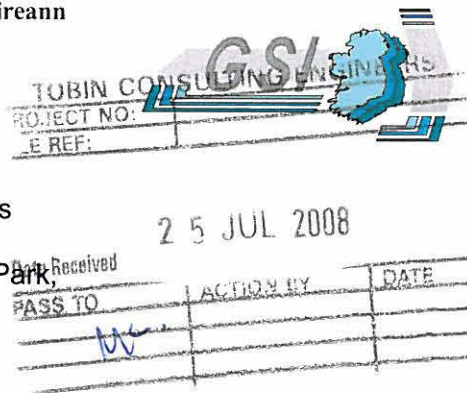 ireann
GSI
TOBIN CONSULTING ENGINEERS
ROJECT NO:
E REF:
s
25 JUL 2008
Park,
Date Received
PASS TO
ACTION BY
DATE